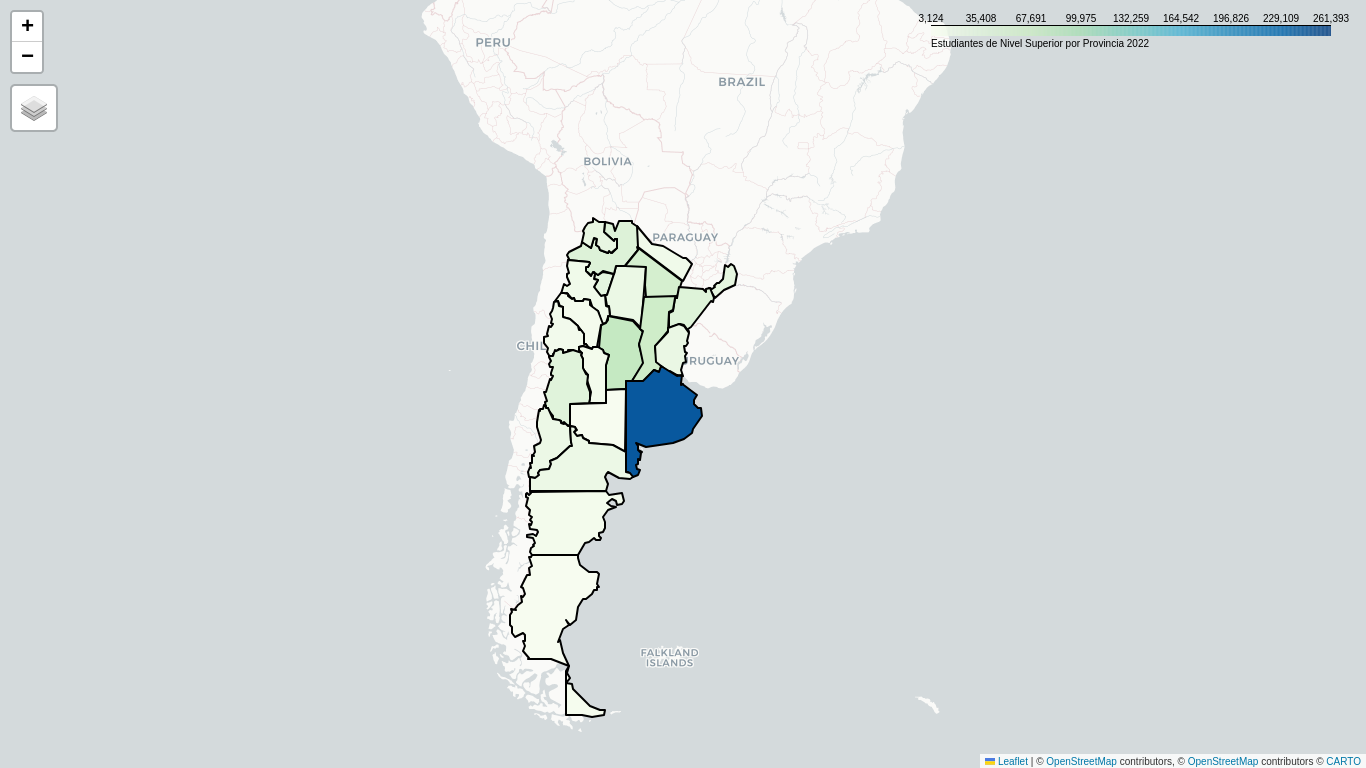 +
−
3,124 35,408 67,691 99,975 132,259 164,542 196,826 229,109 261,393
Estudiantes de Nivel Superior por Provincia 2022
PERU
BRAZIL
BOLIVIA
PARAGUAY
CHIL
RUGUAY
FALKLAND
ISLANDS
Leaflet | © OpenStreetMap contributors, © OpenStreetMap contributors © CARTO